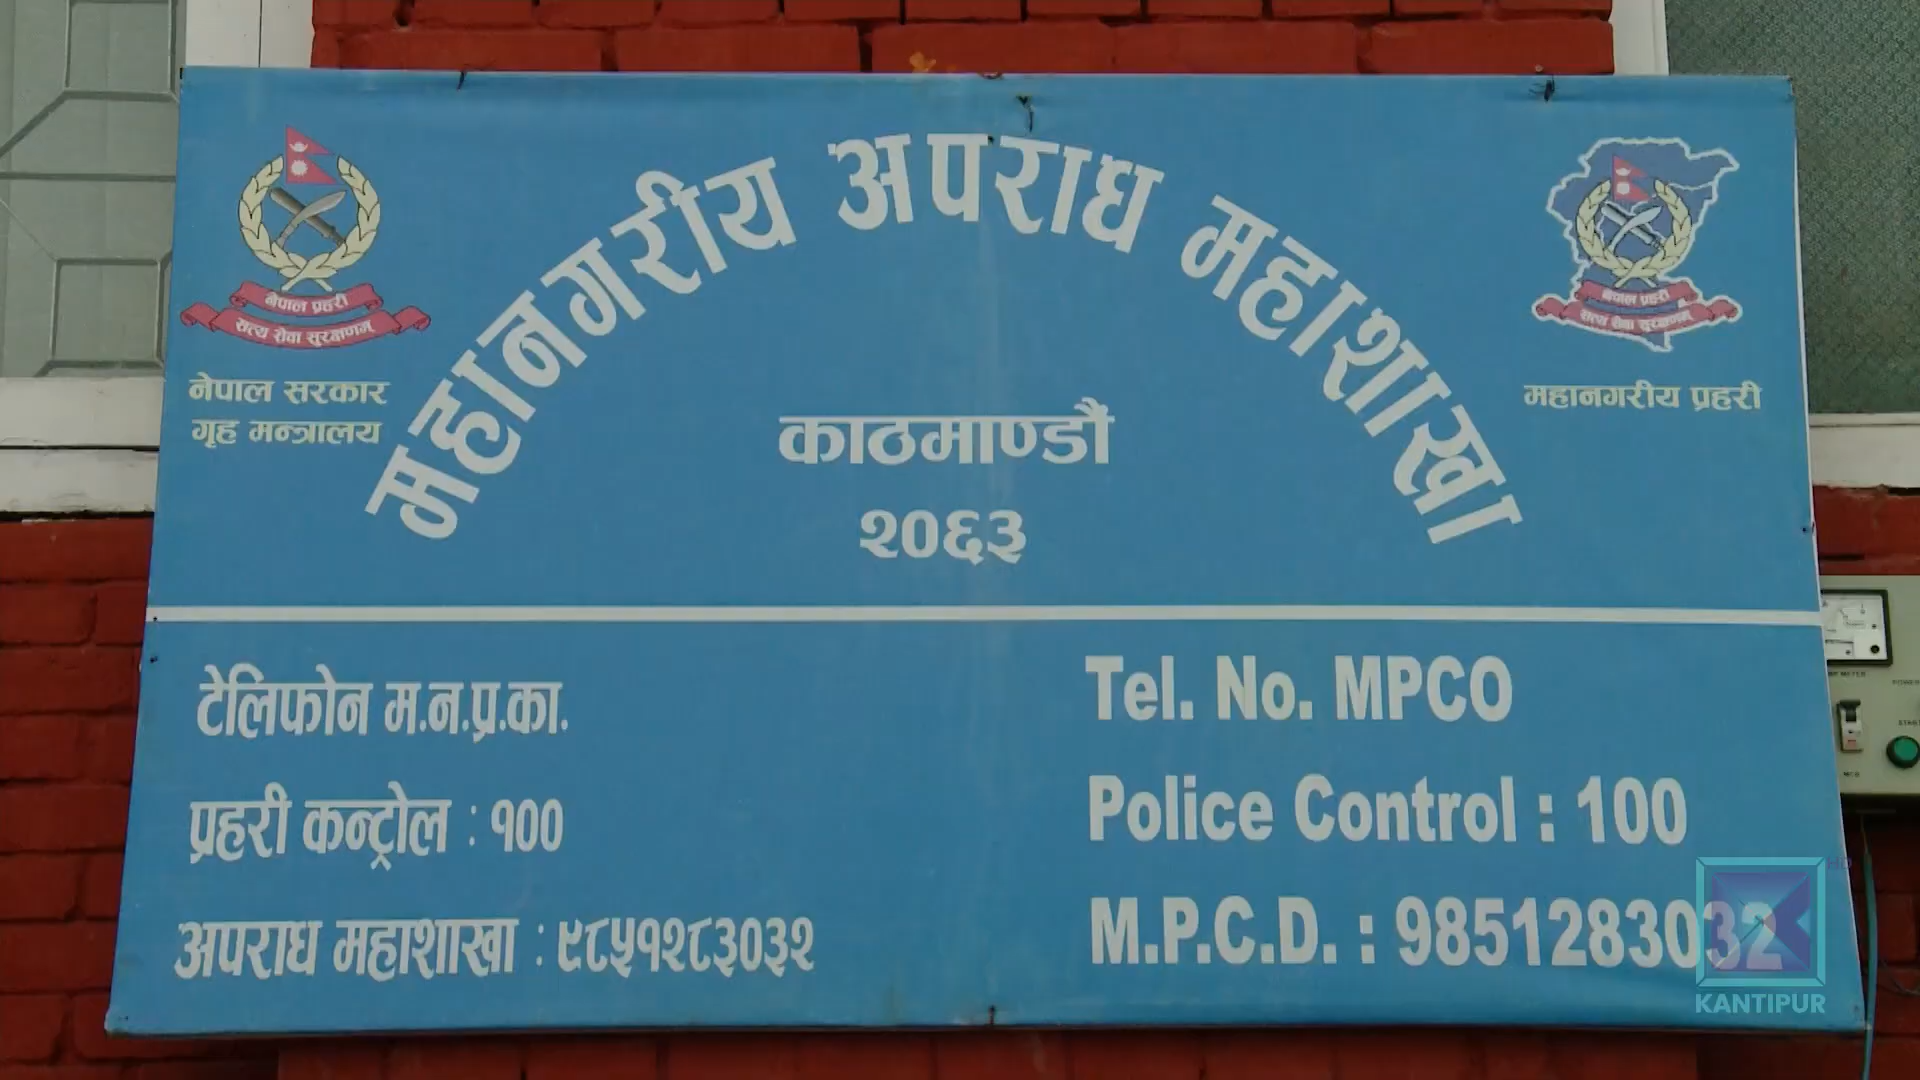 महानगरीय अपराध महाशाखा
नेपाल प्रहरी
सत्य सेवा सुरक्षणम्
नेपाल सरकार
गृह मन्त्रालय
नेपाल प्रहरी
सत्य सेवा सुरक्षणम्
महानगरीय प्रहरी
काठमाण्डौं
२०६३
टेलिफोन म.न.प्र.का.
प्रहरी कन्ट्रोल : १००
अपराध महाशाखा : ९८५१२८३०३२
Tel. No. MPCO
Police Control : 100
M.P.C.D. : 9851283032
HD
KANTIPUR